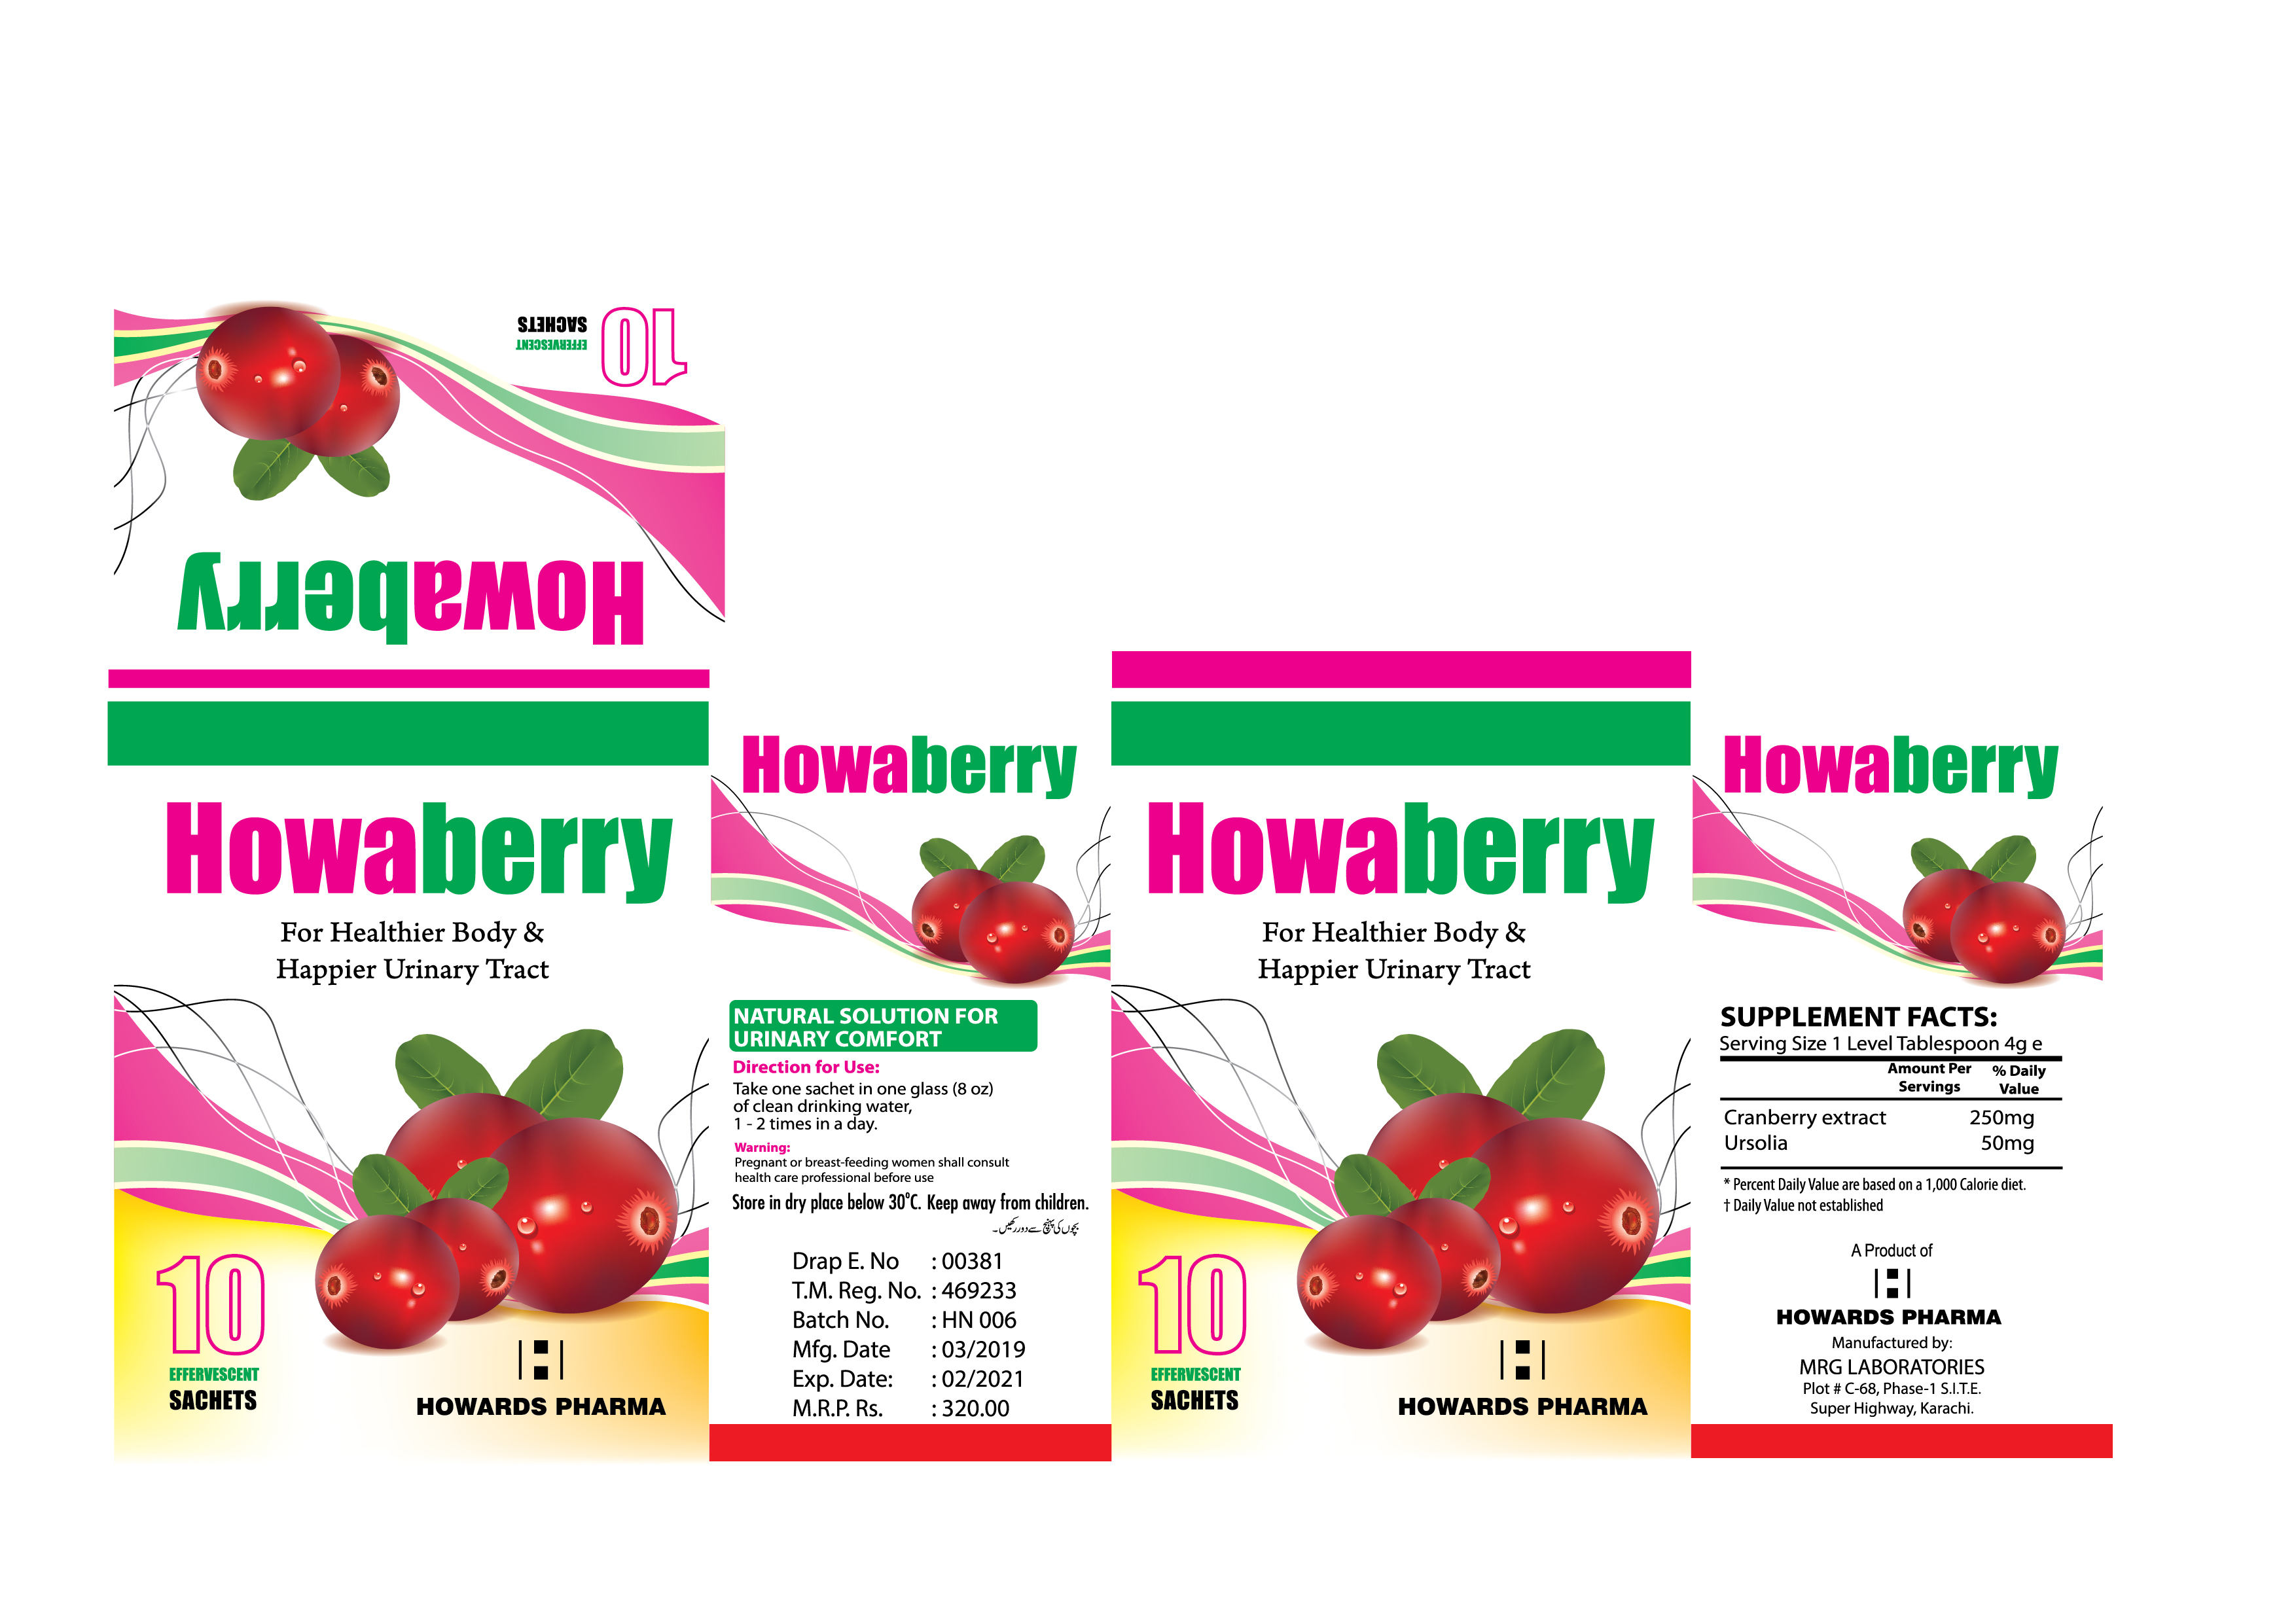 10
EFFERVESCENT
SACHETS
Howaberry
Howaberry
For Healthier Body &
Happier Urinary Tract
10
EFFERVESCENT
SACHETS
HOWARDS PHARMA
Howaberry
NATURAL SOLUTION FOR
URINARY COMFORT
Direction for Use:
Take one sachet in one glass (8 oz)
of clean drinking water,
1 - 2 times in a day.
Warning:
Pregnant or breast-feeding women shall consult
health care professional before use
Store in dry place below 30°C. Keep away from children.
بچوں کی پہنچ سے دور رکھیں۔
Drap E. No : 00381
T.M. Reg. No. : 469233
Batch No. : HN 006
Mfg. Date : 03/2019
Exp. Date: : 02/2021
M.R.P. Rs. : 320.00
Howaberry
For Healthier Body &
Happier Urinary Tract
10
EFFERVESCENT
SACHETS
HOWARDS PHARMA
Howaberry
SUPPLEMENT FACTS:
Serving Size 1 Level Tablespoon 4g e
Amount Per % Daily
Servings Value
Cranberry extract 250mg
Ursolia 50mg
* Percent Daily Value are based on a 1,000 Calorie diet.
† Daily Value not established
A Product of
HOWARDS PHARMA
Manufactured by:
MRG LABORATORIES
Plot # C-68, Phase-1 S.I.T.E.
Super Highway, Karachi.